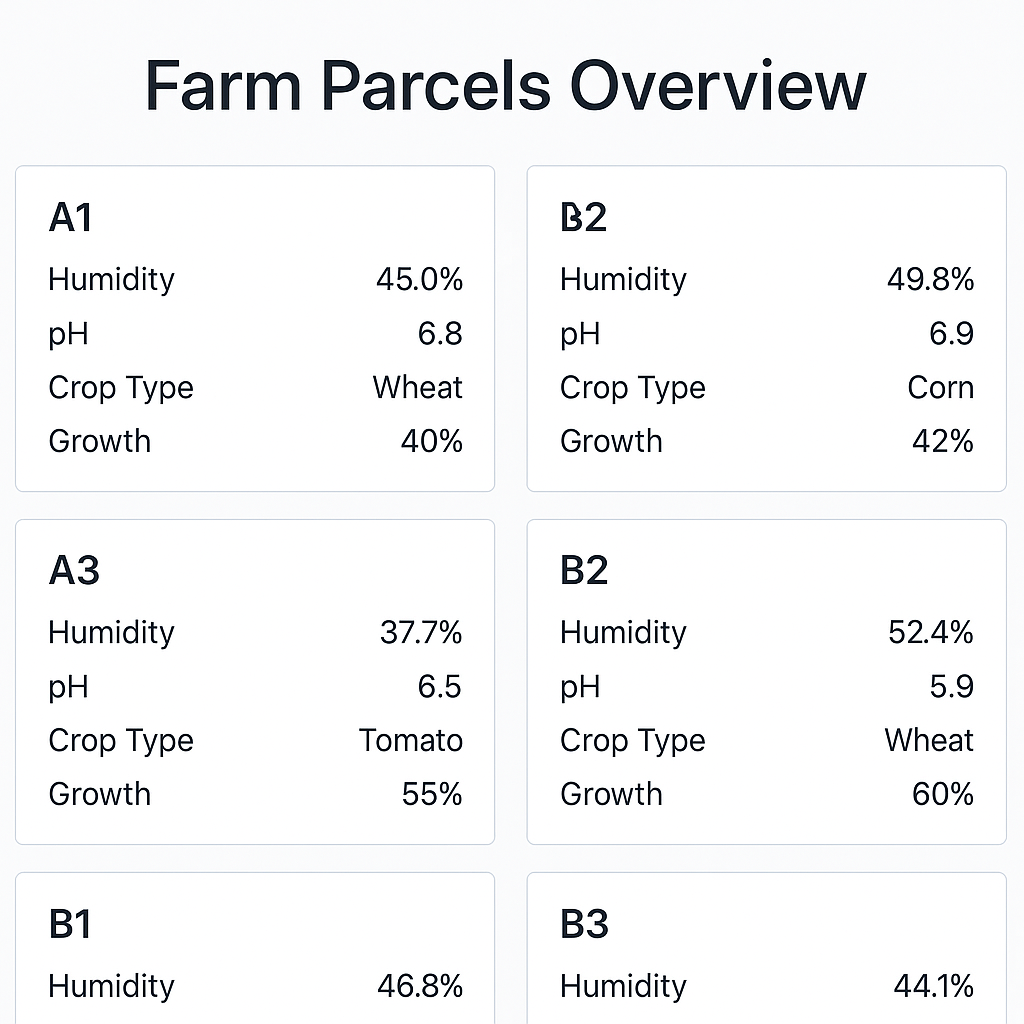 Farm Parcels Overview
A1
Humidity 45.0%
pH 6.8
Crop Type Wheat
Growth 40%
B2
Humidity 49.8%
pH 6.9
Crop Type Corn
Growth 42%
A3
Humidity 37.7%
pH 6.5
Crop Type Tomato
Growth 55%
B2
Humidity 52.4%
pH 5.9
Crop Type Wheat
Growth 60%
B1
Humidity 46.8%
B3
Humidity 44.1%